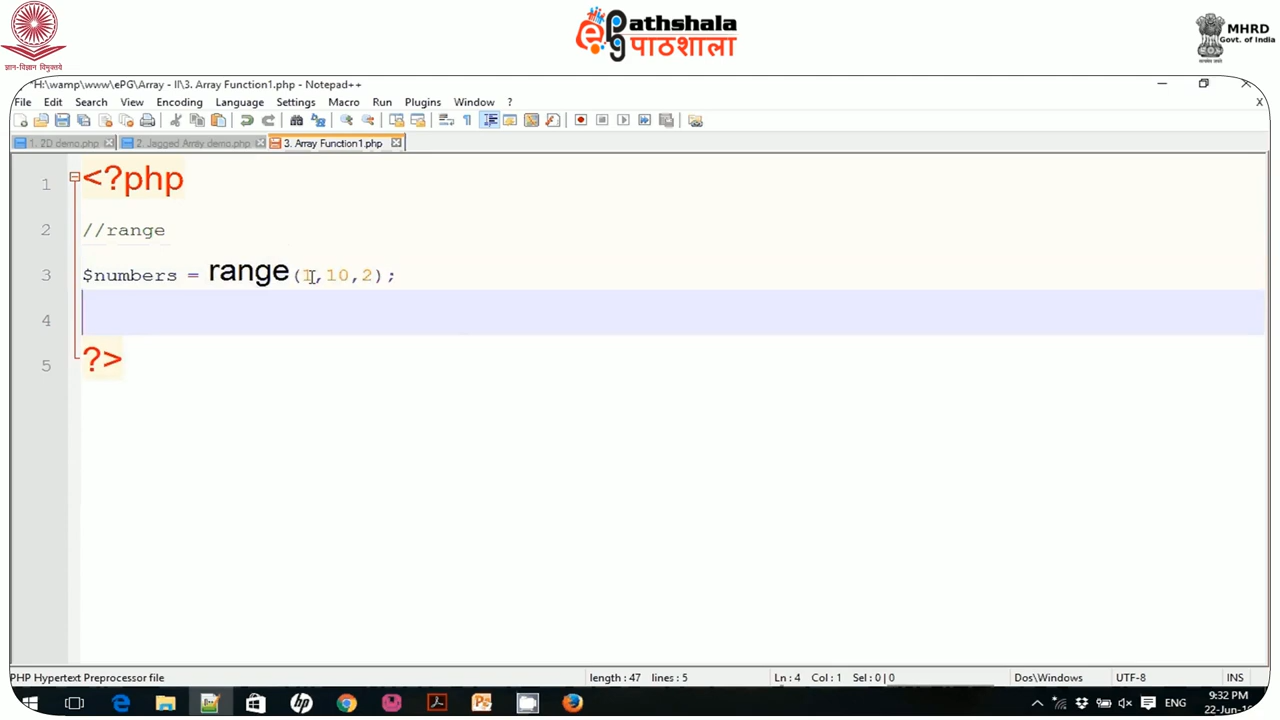 ज्ञान-विज्ञान विमुक्तये
ePG Pathshala
पाठशाला
MHRD
Govt. of India
*H:\wamp\www\ePG\Array - II\3. Array Function1.php - Notepad++
File Edit Search View Encoding Language Settings Macro Run Plugins Window ? X
1. 2D demo.php 2. Jagged Array demo.php 3. Array Function1.php
1 <?php
2 //range
3 $numbers = range(1,10,2);
4
5 ?>
PHP Hypertext Preprocessor file length : 47 lines : 5 Ln : 4 Col : 1 Sel : 0 | 0 Dos\Windows UTF-8 INS
ENG 9:32 PM